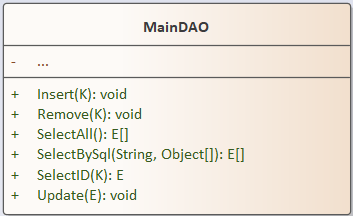 MainDAO
- ...
+ Insert(K): void
+ Remove(K): void
+ SelectAll(): E[]
+ SelectBySql(String, Object[]): E[]
+ SelectID(K): E
+ Update(E): void